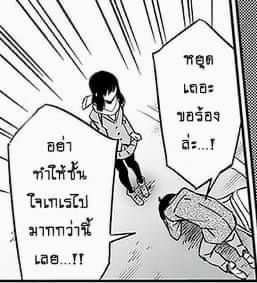 หยุด
เถอะ
ขอร้อง
ล่ะ...!
อย่า
ทำให้ชั้น
ใจเกเรไป
มากกว่านี้
เลย...!!